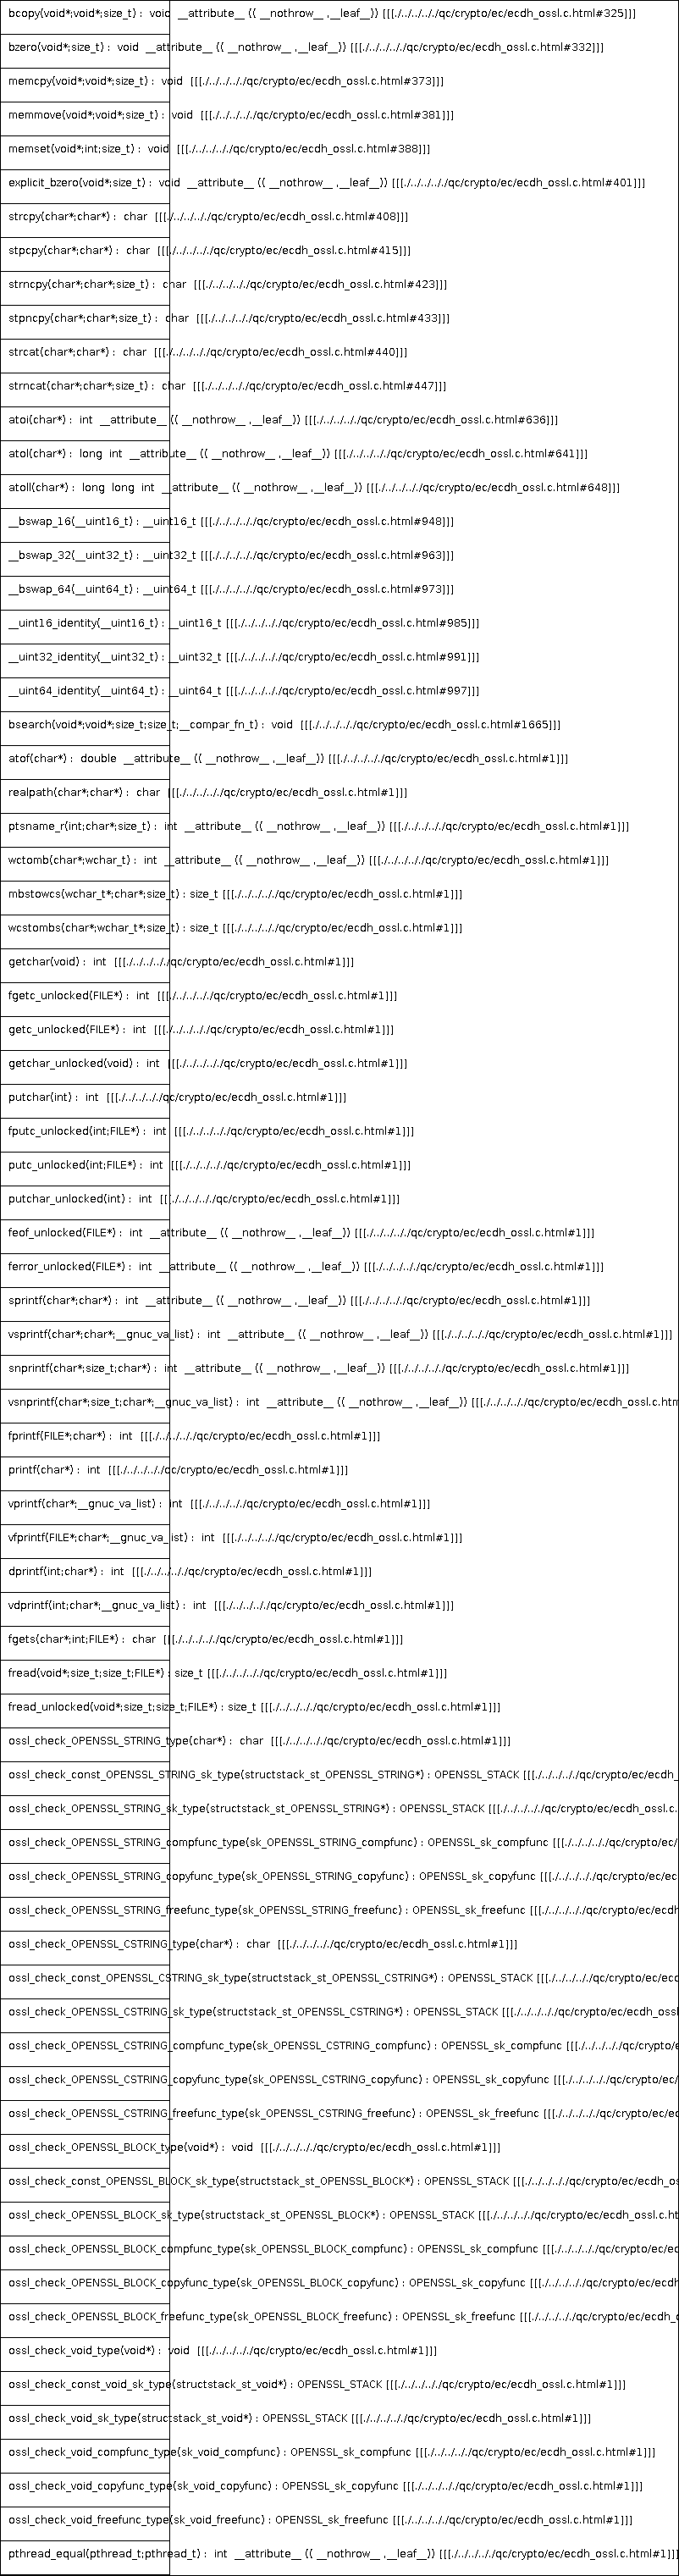 bcopy(void*;void*;size_t) : void __attribute__ (( __nothrow__ ,__leaf__)) [[[./../../../././qc/crypto/ec/ecdh_ossl.c.html#325]]]
bzero(void*;size_t) : void __attribute__ (( __nothrow__ ,__leaf__)) [[[./../../../././qc/crypto/ec/ecdh_ossl.c.html#332]]]
memcpy(void*;void*;size_t) : void [[[./../../../././qc/crypto/ec/ecdh_ossl.c.html#373]]]
memmove(void*;void*;size_t) : void [[[./../../../././qc/crypto/ec/ecdh_ossl.c.html#381]]]
memset(void*;int;size_t) : void [[[./../../../././qc/crypto/ec/ecdh_ossl.c.html#388]]]
explicit_bzero(void*;size_t) : void __attribute__ (( __nothrow__ ,__leaf__)) [[[./../../../././qc/crypto/ec/ecdh_ossl.c.html#401]]]
strcpy(char*;char*) : char [[[./../../../././qc/crypto/ec/ecdh_ossl.c.html#408]]]
stpcpy(char*;char*) : char [[[./../../../././qc/crypto/ec/ecdh_ossl.c.html#415]]]
strncpy(char*;char*;size_t) : char [[[./../../../././qc/crypto/ec/ecdh_ossl.c.html#423]]]
stpncpy(char*;char*;size_t) : char [[[./../../../././qc/crypto/ec/ecdh_ossl.c.html#433]]]
strcat(char*;char*) : char [[[./../../../././qc/crypto/ec/ecdh_ossl.c.html#440]]]
strncat(char*;char*;size_t) : char [[[./../../../././qc/crypto/ec/ecdh_ossl.c.html#447]]]
atoi(char*) : int __attribute__ (( __nothrow__ ,__leaf__)) [[[./../../../././qc/crypto/ec/ecdh_ossl.c.html#636]]]
atol(char*) : long int __attribute__ (( __nothrow__ ,__leaf__)) [[[./../../../././qc/crypto/ec/ecdh_ossl.c.html#641]]]
atoll(char*) : long long int __attribute__ (( __nothrow__ ,__leaf__)) [[[./../../../././qc/crypto/ec/ecdh_ossl.c.html#648]]]
__bswap_16(__uint16_t) : __uint16_t [[[./../../../././qc/crypto/ec/ecdh_ossl.c.html#948]]]
__bswap_32(__uint32_t) : __uint32_t [[[./../../../././qc/crypto/ec/ecdh_ossl.c.html#963]]]
__bswap_64(__uint64_t) : __uint64_t [[[./../../../././qc/crypto/ec/ecdh_ossl.c.html#973]]]
__uint16_identity(__uint16_t) : __uint16_t [[[./../../../././qc/crypto/ec/ecdh_ossl.c.html#985]]]
__uint32_identity(__uint32_t) : __uint32_t [[[./../../../././qc/crypto/ec/ecdh_ossl.c.html#991]]]
__uint64_identity(__uint64_t) : __uint64_t [[[./../../../././qc/crypto/ec/ecdh_ossl.c.html#997]]]
bsearch(void*;void*;size_t;size_t;__compar_fn_t) : void [[[./../../../././qc/crypto/ec/ecdh_ossl.c.html#1665]]]
atof(char*) : double __attribute__ (( __nothrow__ ,__leaf__)) [[[./../../../././qc/crypto/ec/ecdh_ossl.c.html#1]]]
realpath(char*;char*) : char [[[./../../../././qc/crypto/ec/ecdh_ossl.c.html#1]]]
ptsname_r(int;char*;size_t) : int __attribute__ (( __nothrow__ ,__leaf__)) [[[./../../../././qc/crypto/ec/ecdh_ossl.c.html#1]]]
wctomb(char*;wchar_t) : int __attribute__ (( __nothrow__ ,__leaf__)) [[[./../../../././qc/crypto/ec/ecdh_ossl.c.html#1]]]
mbstowcs(wchar_t*;char*;size_t) : size_t [[[./../../../././qc/crypto/ec/ecdh_ossl.c.html#1]]]
wcstombs(char*;wchar_t*;size_t) : size_t [[[./../../../././qc/crypto/ec/ecdh_ossl.c.html#1]]]
getchar(void) : int [[[./../../../././qc/crypto/ec/ecdh_ossl.c.html#1]]]
fgetc_unlocked(FILE*) : int [[[./../../../././qc/crypto/ec/ecdh_ossl.c.html#1]]]
getc_unlocked(FILE*) : int [[[./../../../././qc/crypto/ec/ecdh_ossl.c.html#1]]]
getchar_unlocked(void) : int [[[./../../../././qc/crypto/ec/ecdh_ossl.c.html#1]]]
putchar(int) : int [[[./../../../././qc/crypto/ec/ecdh_ossl.c.html#1]]]
fputc_unlocked(int;FILE*) : int [[[./../../../././qc/crypto/ec/ecdh_ossl.c.html#1]]]
putc_unlocked(int;FILE*) : int [[[./../../../././qc/crypto/ec/ecdh_ossl.c.html#1]]]
putchar_unlocked(int) : int [[[./../../../././qc/crypto/ec/ecdh_ossl.c.html#1]]]
feof_unlocked(FILE*) : int __attribute__ (( __nothrow__ ,__leaf__)) [[[./../../../././qc/crypto/ec/ecdh_ossl.c.html#1]]]
ferror_unlocked(FILE*) : int __attribute__ (( __nothrow__ ,__leaf__)) [[[./../../../././qc/crypto/ec/ecdh_ossl.c.html#1]]]
sprintf(char*;char*) : int __attribute__ (( __nothrow__ ,__leaf__)) [[[./../../../././qc/crypto/ec/ecdh_ossl.c.html#1]]]
vsprintf(char*;char*;__gnuc_va_list) : int __attribute__ (( __nothrow__ ,__leaf__)) [[[./../../../././qc/crypto/ec/ecdh_ossl.c.html#1]]]
snprintf(char*;size_t;char*) : int __attribute__ (( __nothrow__ ,__leaf__)) [[[./../../../././qc/crypto/ec/ecdh_ossl.c.html#1]]]
vsnprintf(char*;size_t;char*;__gnuc_va_list) : int __attribute__ (( __nothrow__ ,__leaf__)) [[[./../../../././qc/crypto/ec/ecdh_ossl.c.htm
fprintf(FILE*;char*) : int [[[./../../../././qc/crypto/ec/ecdh_ossl.c.html#1]]]
printf(char*) : int [[[./../../../././qc/crypto/ec/ecdh_ossl.c.html#1]]]
vprintf(char*;__gnuc_va_list) : int [[[./../../../././qc/crypto/ec/ecdh_ossl.c.html#1]]]
vfprintf(FILE*;char*;__gnuc_va_list) : int [[[./../../../././qc/crypto/ec/ecdh_ossl.c.html#1]]]
dprintf(int;char*) : int [[[./../../../././qc/crypto/ec/ecdh_ossl.c.html#1]]]
vdprintf(int;char*;__gnuc_va_list) : int [[[./../../../././qc/crypto/ec/ecdh_ossl.c.html#1]]]
fgets(char*;int;FILE*) : char [[[./../../../././qc/crypto/ec/ecdh_ossl.c.html#1]]]
fread(void*;size_t;size_t;FILE*) : size_t [[[./../../../././qc/crypto/ec/ecdh_ossl.c.html#1]]]
fread_unlocked(void*;size_t;size_t;FILE*) : size_t [[[./../../../././qc/crypto/ec/ecdh_ossl.c.html#1]]]
ossl_check_OPENSSL_STRING_type(char*) : char [[[./../../../././qc/crypto/ec/ecdh_ossl.c.html#1]]]
ossl_check_const_OPENSSL_STRING_sk_type(structstack_st_OPENSSL_STRING*) : OPENSSL_STACK [[[./../../../././qc/crypto/ec/ecdh_
ossl_check_OPENSSL_STRING_sk_type(structstack_st_OPENSSL_STRING*) : OPENSSL_STACK [[[./../../../././qc/crypto/ec/ecdh_ossl.c.
ossl_check_OPENSSL_STRING_compfunc_type(sk_OPENSSL_STRING_compfunc) : OPENSSL_sk_compfunc [[[./../../../././qc/crypto/ec/
ossl_check_OPENSSL_STRING_copyfunc_type(sk_OPENSSL_STRING_copyfunc) : OPENSSL_sk_copyfunc [[[./../../../././qc/crypto/ec/ec
ossl_check_OPENSSL_STRING_freefunc_type(sk_OPENSSL_STRING_freefunc) : OPENSSL_sk_freefunc [[[./../../../././qc/crypto/ec/ecdh
ossl_check_OPENSSL_CSTRING_type(char*) : char [[[./../../../././qc/crypto/ec/ecdh_ossl.c.html#1]]]
ossl_check_const_OPENSSL_CSTRING_sk_type(structstack_st_OPENSSL_CSTRING*) : OPENSSL_STACK [[[./../../../././qc/crypto/ec/ecd
ossl_check_OPENSSL_CSTRING_sk_type(structstack_st_OPENSSL_CSTRING*) : OPENSSL_STACK [[[./../../../././qc/crypto/ec/ecdh_ossl
ossl_check_OPENSSL_CSTRING_compfunc_type(sk_OPENSSL_CSTRING_compfunc) : OPENSSL_sk_compfunc [[[./../../../././qc/crypto/e
ossl_check_OPENSSL_CSTRING_copyfunc_type(sk_OPENSSL_CSTRING_copyfunc) : OPENSSL_sk_copyfunc [[[./../../../././qc/crypto/ec/
ossl_check_OPENSSL_CSTRING_freefunc_type(sk_OPENSSL_CSTRING_freefunc) : OPENSSL_sk_freefunc [[[./../../../././qc/crypto/ec/ec
ossl_check_OPENSSL_BLOCK_type(void*) : void [[[./../../../././qc/crypto/ec/ecdh_ossl.c.html#1]]]
ossl_check_const_OPENSSL_BLOCK_sk_type(structstack_st_OPENSSL_BLOCK*) : OPENSSL_STACK [[[./../../../././qc/crypto/ec/ecdh_os
ossl_check_OPENSSL_BLOCK_sk_type(structstack_st_OPENSSL_BLOCK*) : OPENSSL_STACK [[[./../../../././qc/crypto/ec/ecdh_ossl.c.ht
ossl_check_OPENSSL_BLOCK_compfunc_type(sk_OPENSSL_BLOCK_compfunc) : OPENSSL_sk_compfunc [[[./../../../././qc/crypto/ec/ec
ossl_check_OPENSSL_BLOCK_copyfunc_type(sk_OPENSSL_BLOCK_copyfunc) : OPENSSL_sk_copyfunc [[[./../../../././qc/crypto/ec/ecdh
ossl_check_OPENSSL_BLOCK_freefunc_type(sk_OPENSSL_BLOCK_freefunc) : OPENSSL_sk_freefunc [[[./../../../././qc/crypto/ec/ecdh_o
ossl_check_void_type(void*) : void [[[./../../../././qc/crypto/ec/ecdh_ossl.c.html#1]]]
ossl_check_const_void_sk_type(structstack_st_void*) : OPENSSL_STACK [[[./../../../././qc/crypto/ec/ecdh_ossl.c.html#1]]]
ossl_check_void_sk_type(structstack_st_void*) : OPENSSL_STACK [[[./../../../././qc/crypto/ec/ecdh_ossl.c.html#1]]]
ossl_check_void_compfunc_type(sk_void_compfunc) : OPENSSL_sk_compfunc [[[./../../../././qc/crypto/ec/ecdh_ossl.c.html#1]]]
ossl_check_void_copyfunc_type(sk_void_copyfunc) : OPENSSL_sk_copyfunc [[[./../../../././qc/crypto/ec/ecdh_ossl.c.html#1]]]
ossl_check_void_freefunc_type(sk_void_freefunc) : OPENSSL_sk_freefunc [[[./../../../././qc/crypto/ec/ecdh_ossl.c.html#1]]]
pthread_equal(pthread_t;pthread_t) : int __attribute__ (( __nothrow__ ,__leaf__)) [[[./../../../././qc/crypto/ec/ecdh_ossl.c.html#1]]]